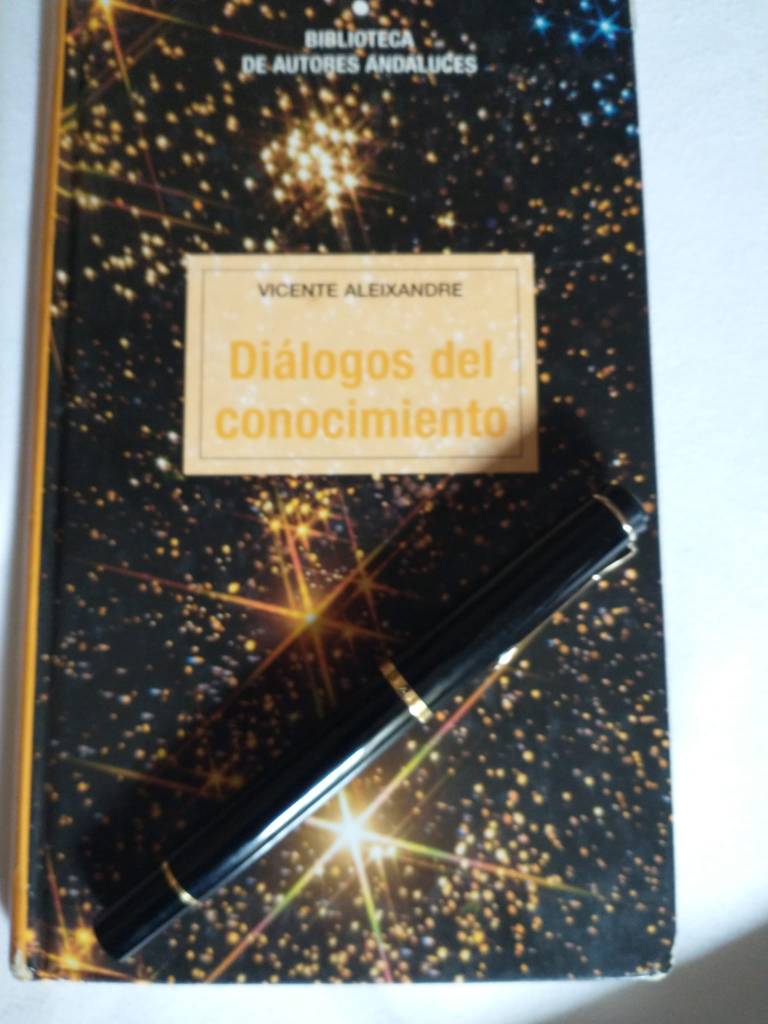 BIBLIOTECA
DE AUTORES ANDALUCES
VICENTE ALEIXANDRE
Diálogos del
conocimiento